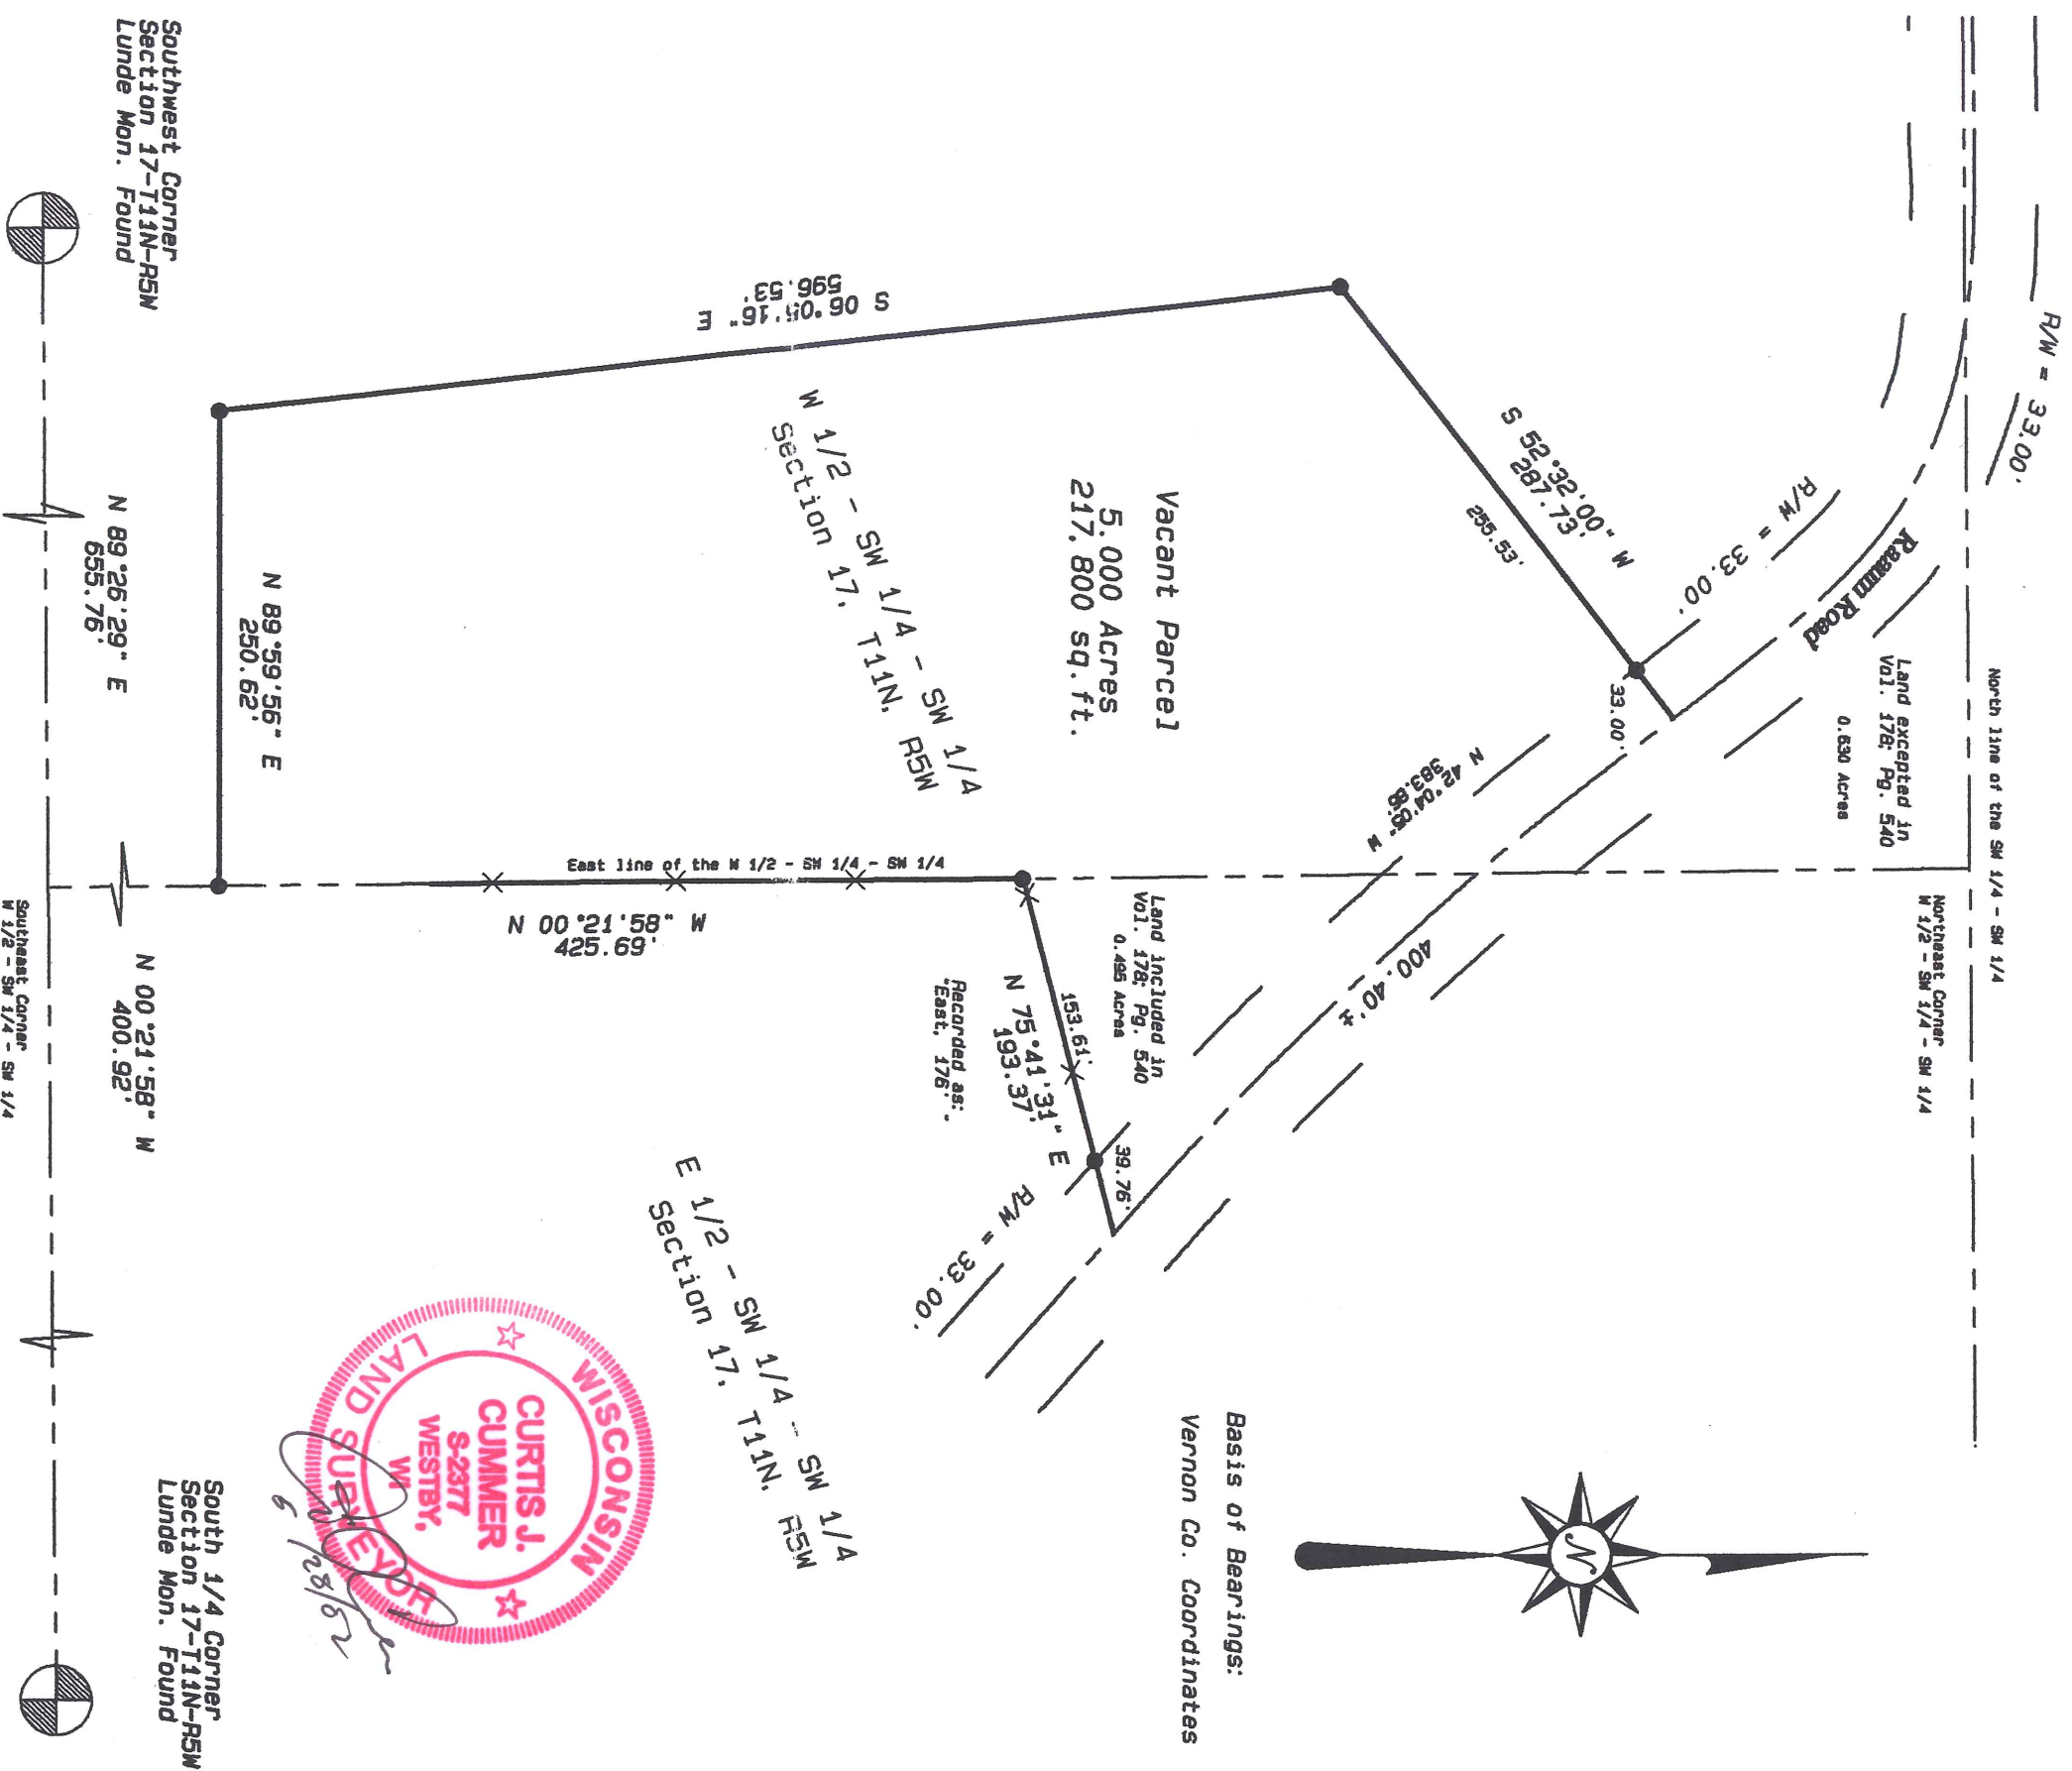 R/W = 33.00'
North line of the SW 1/4 - SW 1/4
Northeast Corner
W 1/2 - SW 1/4 - SW 1/4
Land excepted in
Vol. 178; Pg. 540
0.630 Acres
Raaum Road
R/W = 33.00'
S 52°32'00" W
287.73'
255.53'
33.00'
N 42°04'05" W
383.66'
400.40'±
Vacant Parcel
5.000 Acres
217,800 sq.ft.
W 1/2 - SW 1/4 - SW 1/4
Section 17, T11N, R5W
S 06°05'16" E
596.53'
East line of the W 1/2 - SW 1/4 - SW 1/4
N 00°21'58" W
425.69'
Land included in
Vol. 178; Pg. 540
0.495 Acres
153.61'
39.76'
N 75°41'31" E
193.37'
Recorded as:
"East, 176'".
R/W = 33.00'
E 1/2 - SW 1/4 - SW 1/4
Section 17, T11N, R5W
Basis of Bearings:
Vernon Co. Coordinates
N
N 89°59'56" E
250.62'
N 89°26'29" E
655.76'
N 00°21'58" W
400.92'
Southwest Corner
Section 17-T11N-R5W
Lunde Mon. Found
Southeast Corner
W 1/2 - SW 1/4 - SW 1/4
South 1/4 Corner
Section 17-T11N-R5W
Lunde Mon. Found
WISCONSIN
CURTIS J.
CUMMER
S-2377
WESTBY,
WI
LAND SURVEYOR